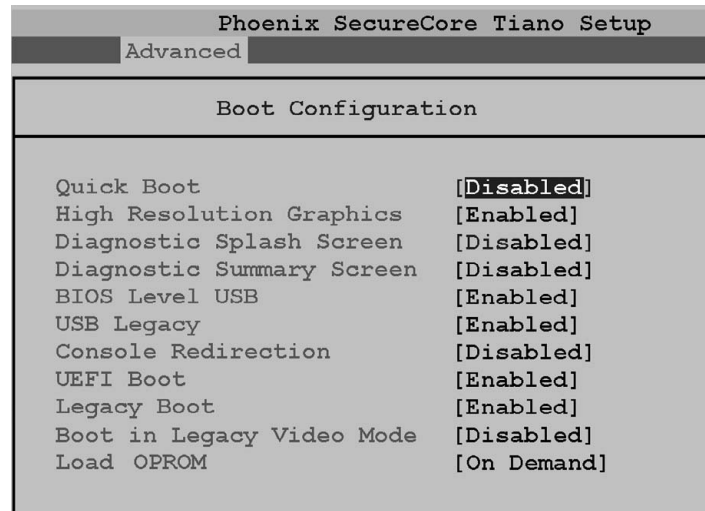 Phoenix SecureCore Tiano Setup
Advanced
Boot Configuration
Quick Boot [Disabled]
High Resolution Graphics [Enabled]
Diagnostic Splash Screen [Disabled]
Diagnostic Summary Screen [Disabled]
BIOS Level USB [Enabled]
USB Legacy [Enabled]
Console Redirection [Disabled]
UEFI Boot [Enabled]
Legacy Boot [Enabled]
Boot in Legacy Video Mode [Disabled]
Load OPROM [On Demand]